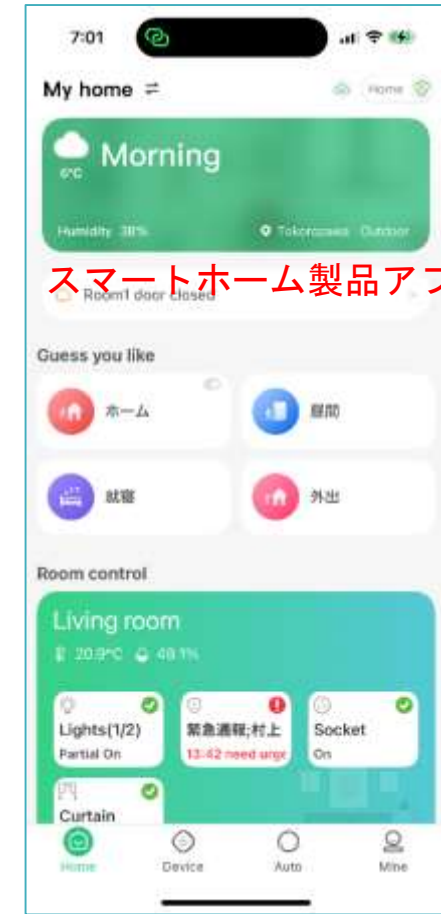 7:01
My home
Home
Morning
6°C
Humidity 38%
Tokorozawa Outdoor
スマートホーム製品アプ
Room1 door closed
Guess you like
ホーム
昼間
就寝
外出
Room control
Living room
20.9°C 49.1%
Lights(1/2)
Partial On
緊急通報;村上
13:42 need urge
Socket
On
Curtain
Home
Device
Auto
Mine